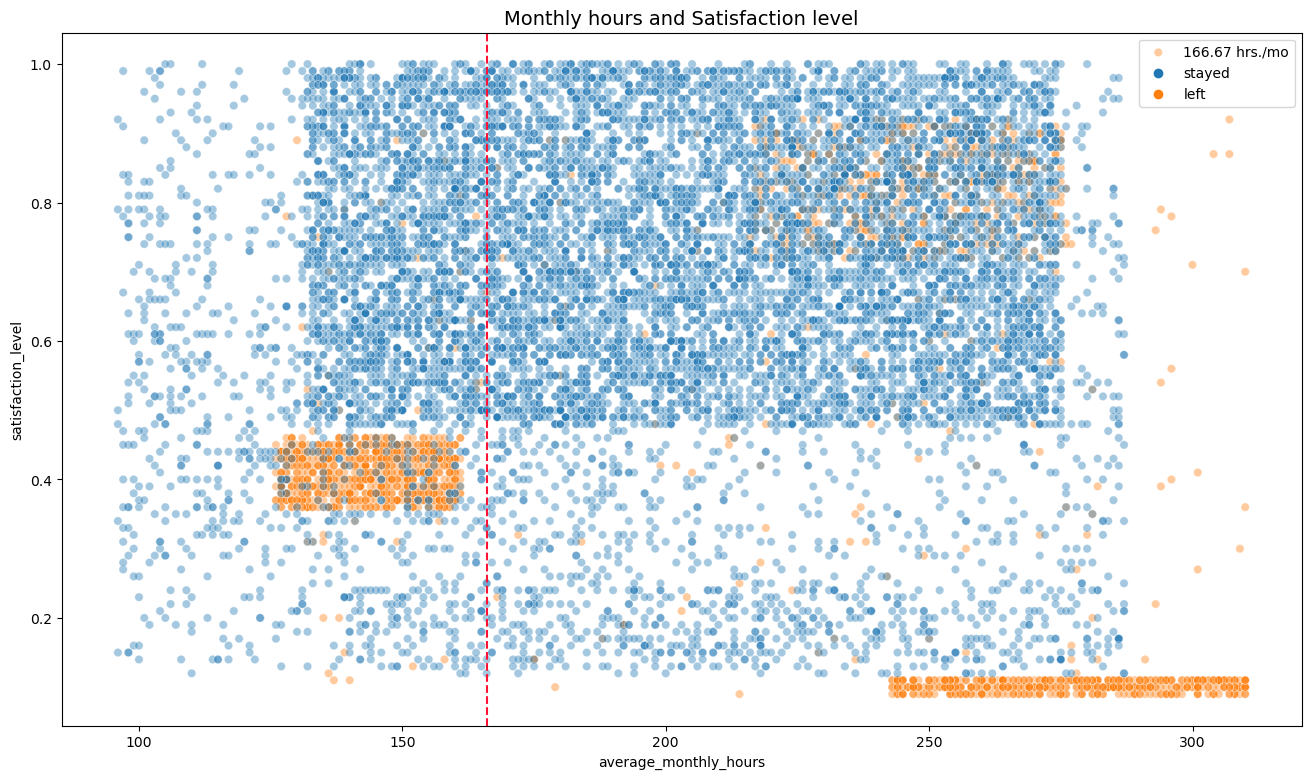 Monthly hours and Satisfaction level
166.67 hrs./mo
stayed
left
satisfaction_level
1.0
0.8
0.6
0.4
0.2
100
150
200
250
300
average_monthly_hours